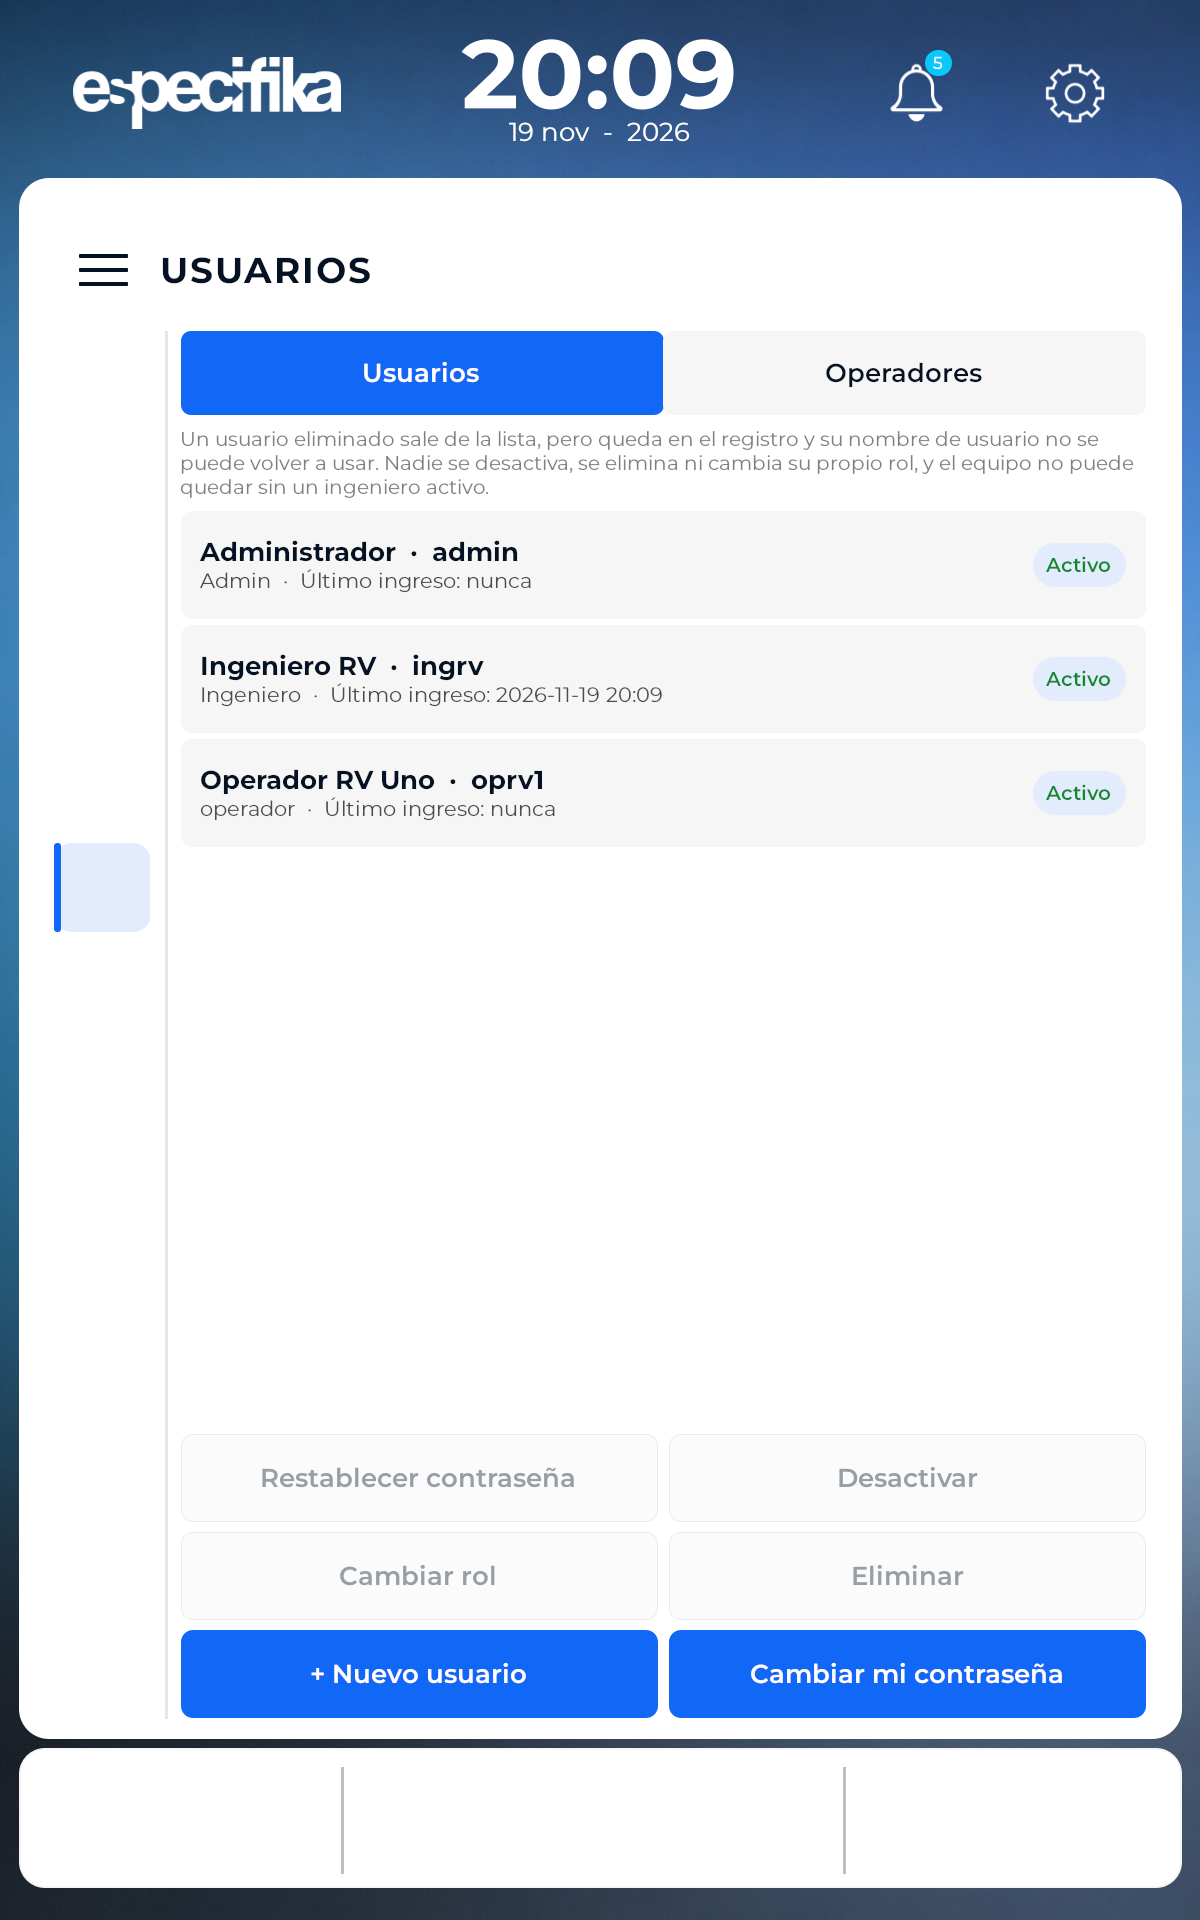 especifika
20:09
5
19 nov - 2026
USUARIOS
Usuarios
Operadores
Un usuario eliminado sale de la lista, pero queda en el registro y su nombre de usuario no se
puede volver a usar. Nadie se desactiva, se elimina ni cambia su propio rol, y el equipo no puede
quedar sin un ingeniero activo.
Administrador · admin
Admin · Último ingreso: nunca
Activo
Ingeniero RV · ingrv
Ingeniero · Último ingreso: 2026-11-19 20:09
Activo
Operador RV Uno · oprv1
operador · Último ingreso: nunca
Activo
Restablecer contraseña
Desactivar
Cambiar rol
Eliminar
+ Nuevo usuario
Cambiar mi contraseña